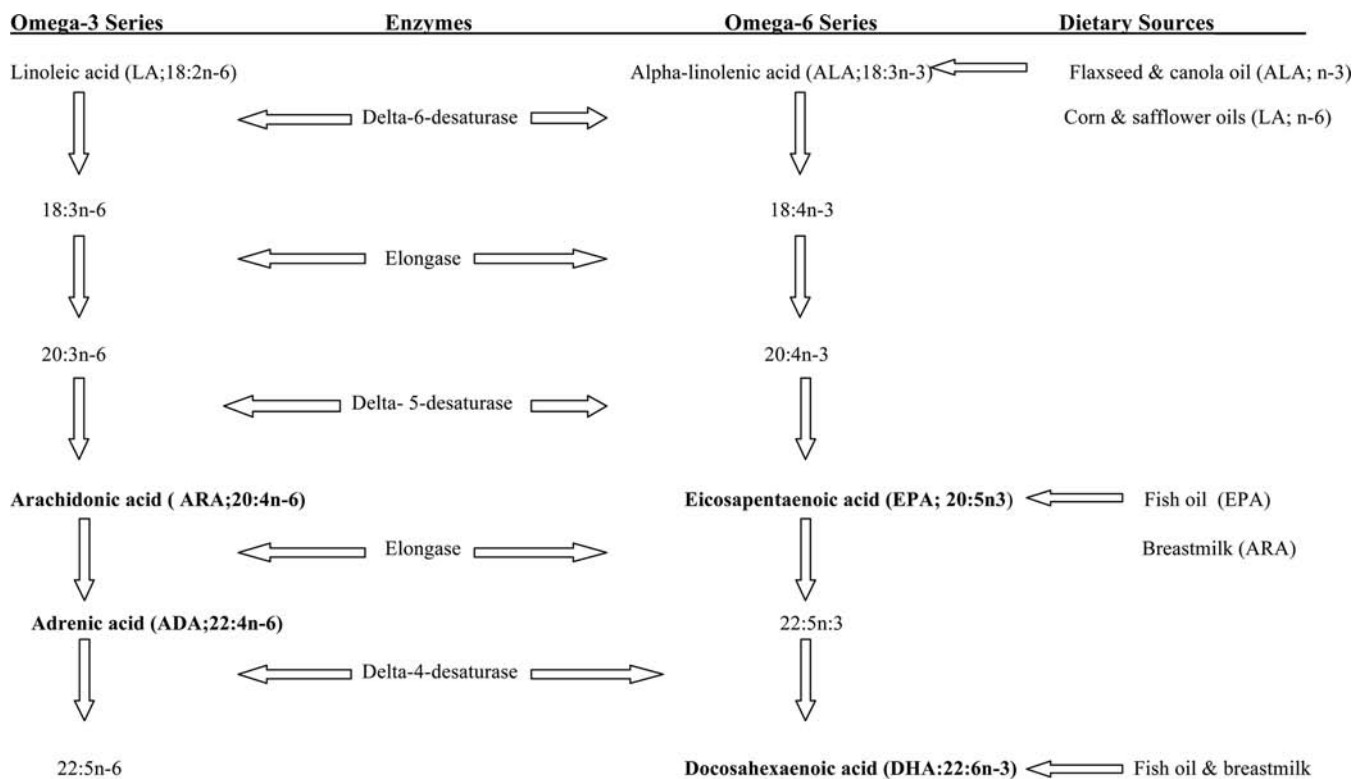 Omega-3 Series Enzymes Omega-6 Series Dietary Sources
Linoleic acid (LA;18:2n-6) Alpha-linolenic acid (ALA;18:3n-3) Flaxseed & canola oil (ALA; n-3)
Delta-6-desaturase Corn & safflower oils (LA; n-6)
18:3n-6 18:4n-3
Elongase
20:3n-6 20:4n-3
Delta- 5-desaturase
Arachidonic acid ( ARA;20:4n-6) Eicosapentaenoic acid (EPA; 20:5n3) Fish oil (EPA)
Elongase Breastmilk (ARA)
Adrenic acid (ADA;22:4n-6) 22:5n:3
Delta-4-desaturase
22:5n-6 Docosahexaenoic acid (DHA:22:6n-3) Fish oil & breastmilk